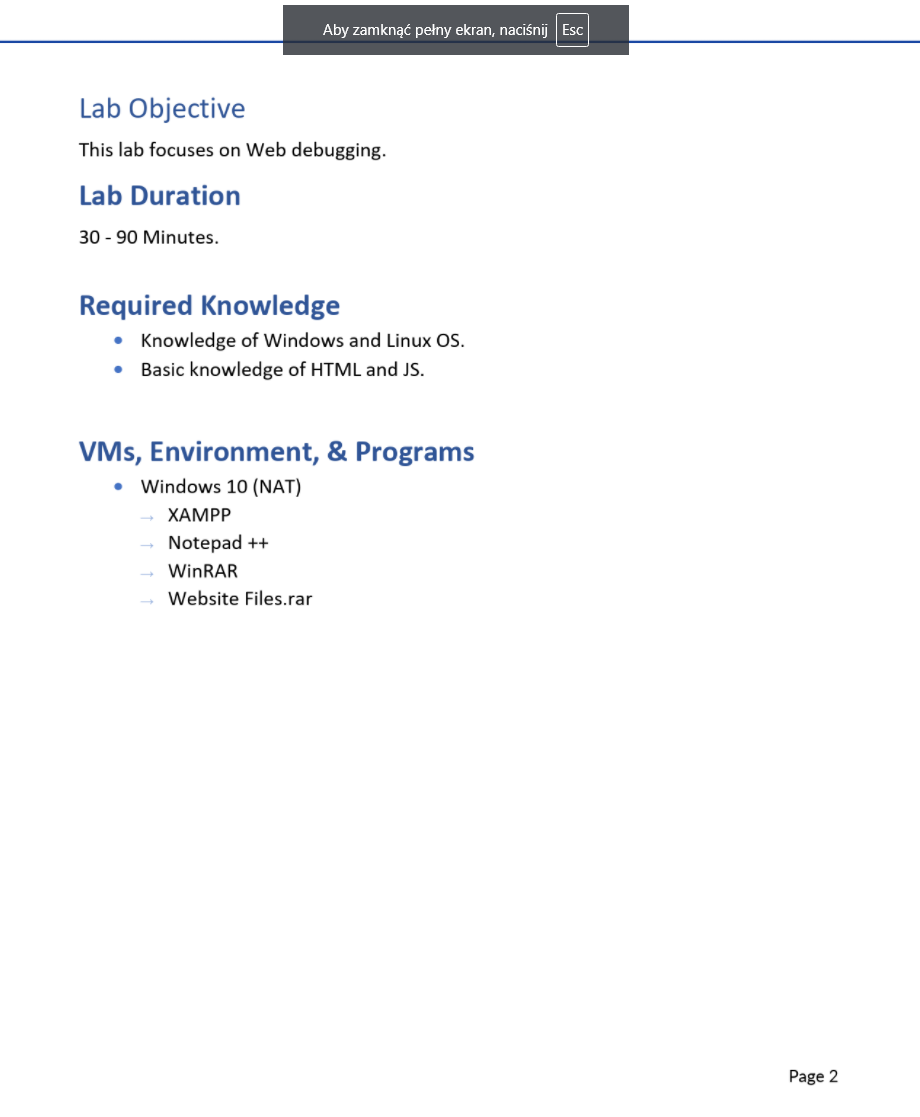 Aby zamknąć pełny ekran, naciśnij Esc
Lab Objective
This lab focuses on Web debugging.
Lab Duration
30 - 90 Minutes.
Required Knowledge
• Knowledge of Windows and Linux OS.
• Basic knowledge of HTML and JS.
VMs, Environment, & Programs
• Windows 10 (NAT)
→ XAMPP
→ Notepad ++
→ WinRAR
→ Website Files.rar
Page 2